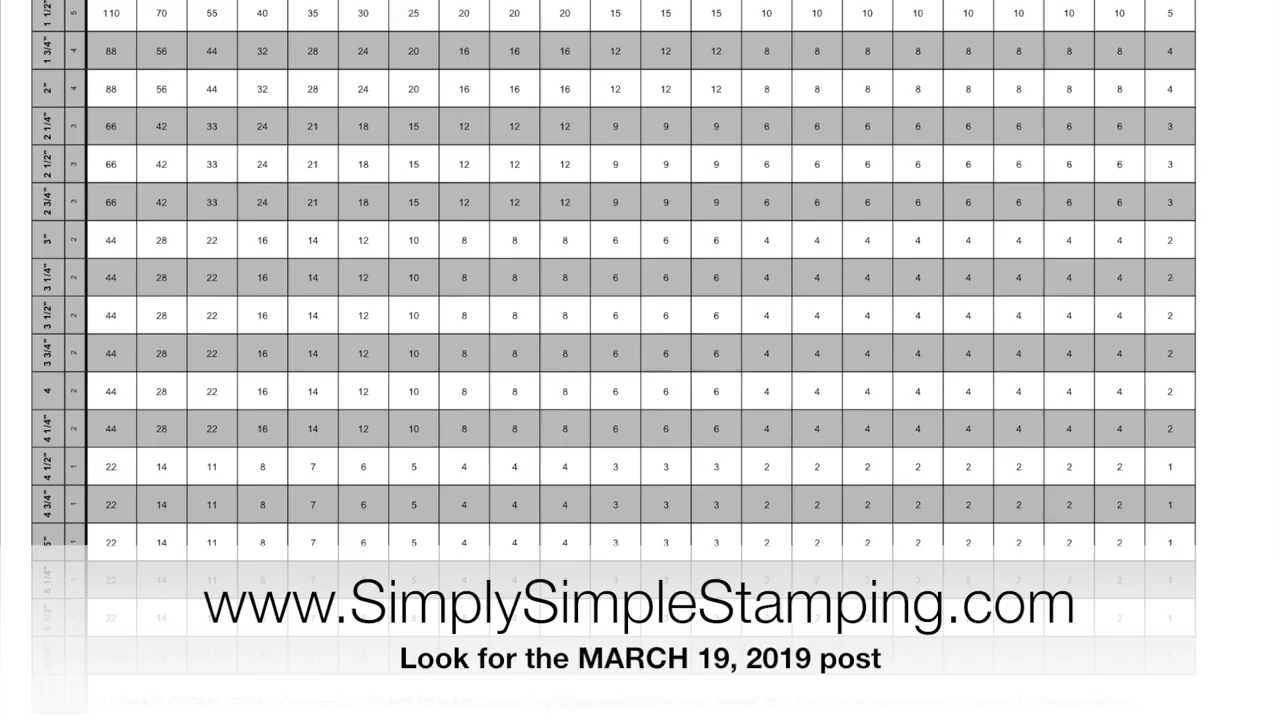 1 1/2" 5 110 70 55 40 35 30 25 20 20 20 15 15 15 10 10 10 10 10 10 10 10 5
1 3/4" 4 88 56 44 32 28 24 20 16 16 16 12 12 12 8 8 8 8 8 8 8 8 4
2" 4 88 56 44 32 28 24 20 16 16 16 12 12 12 8 8 8 8 8 8 8 8 4
2 1/4" 3 66 42 33 24 21 18 15 12 12 12 9 9 9 6 6 6 6 6 6 6 6 3
2 1/2" 3 66 42 33 24 21 18 15 12 12 12 9 9 9 6 6 6 6 6 6 6 6 3
2 3/4" 3 66 42 33 24 21 18 15 12 12 12 9 9 9 6 6 6 6 6 6 6 6 3
3" 2 44 28 22 16 14 12 10 8 8 8 6 6 6 4 4 4 4 4 4 4 4 2
3 1/4" 2 44 28 22 16 14 12 10 8 8 8 6 6 6 4 4 4 4 4 4 4 4 2
3 1/2" 2 44 28 22 16 14 12 10 8 8 8 6 6 6 4 4 4 4 4 4 4 4 2
3 3/4" 2 44 28 22 16 14 12 10 8 8 8 6 6 6 4 4 4 4 4 4 4 4 2
4 2 44 28 22 16 14 12 10 8 8 8 6 6 6 4 4 4 4 4 4 4 4 2
4 1/4" 2 44 28 22 16 14 12 10 8 8 8 6 6 6 4 4 4 4 4 4 4 4 2
4 1/2" 1 22 14 11 8 7 6 5 4 4 4 3 3 3 2 2 2 2 2 2 2 2 1
4 3/4" 1 22 14 11 8 7 6 5 4 4 4 3 3 3 2 2 2 2 2 2 2 2 1
5" 1 22 14 11 8 7 6 5 4 4 4 3 3 3 2 2 2 2 2 2 2 2 1
5 1/4" 1 22 14 11 8 7 6 5 4 4 4 3 3 3 2 2 2 2 2 2 2 2 1
www.SimplySimpleStamping.com
Look for the MARCH 19, 2019 post